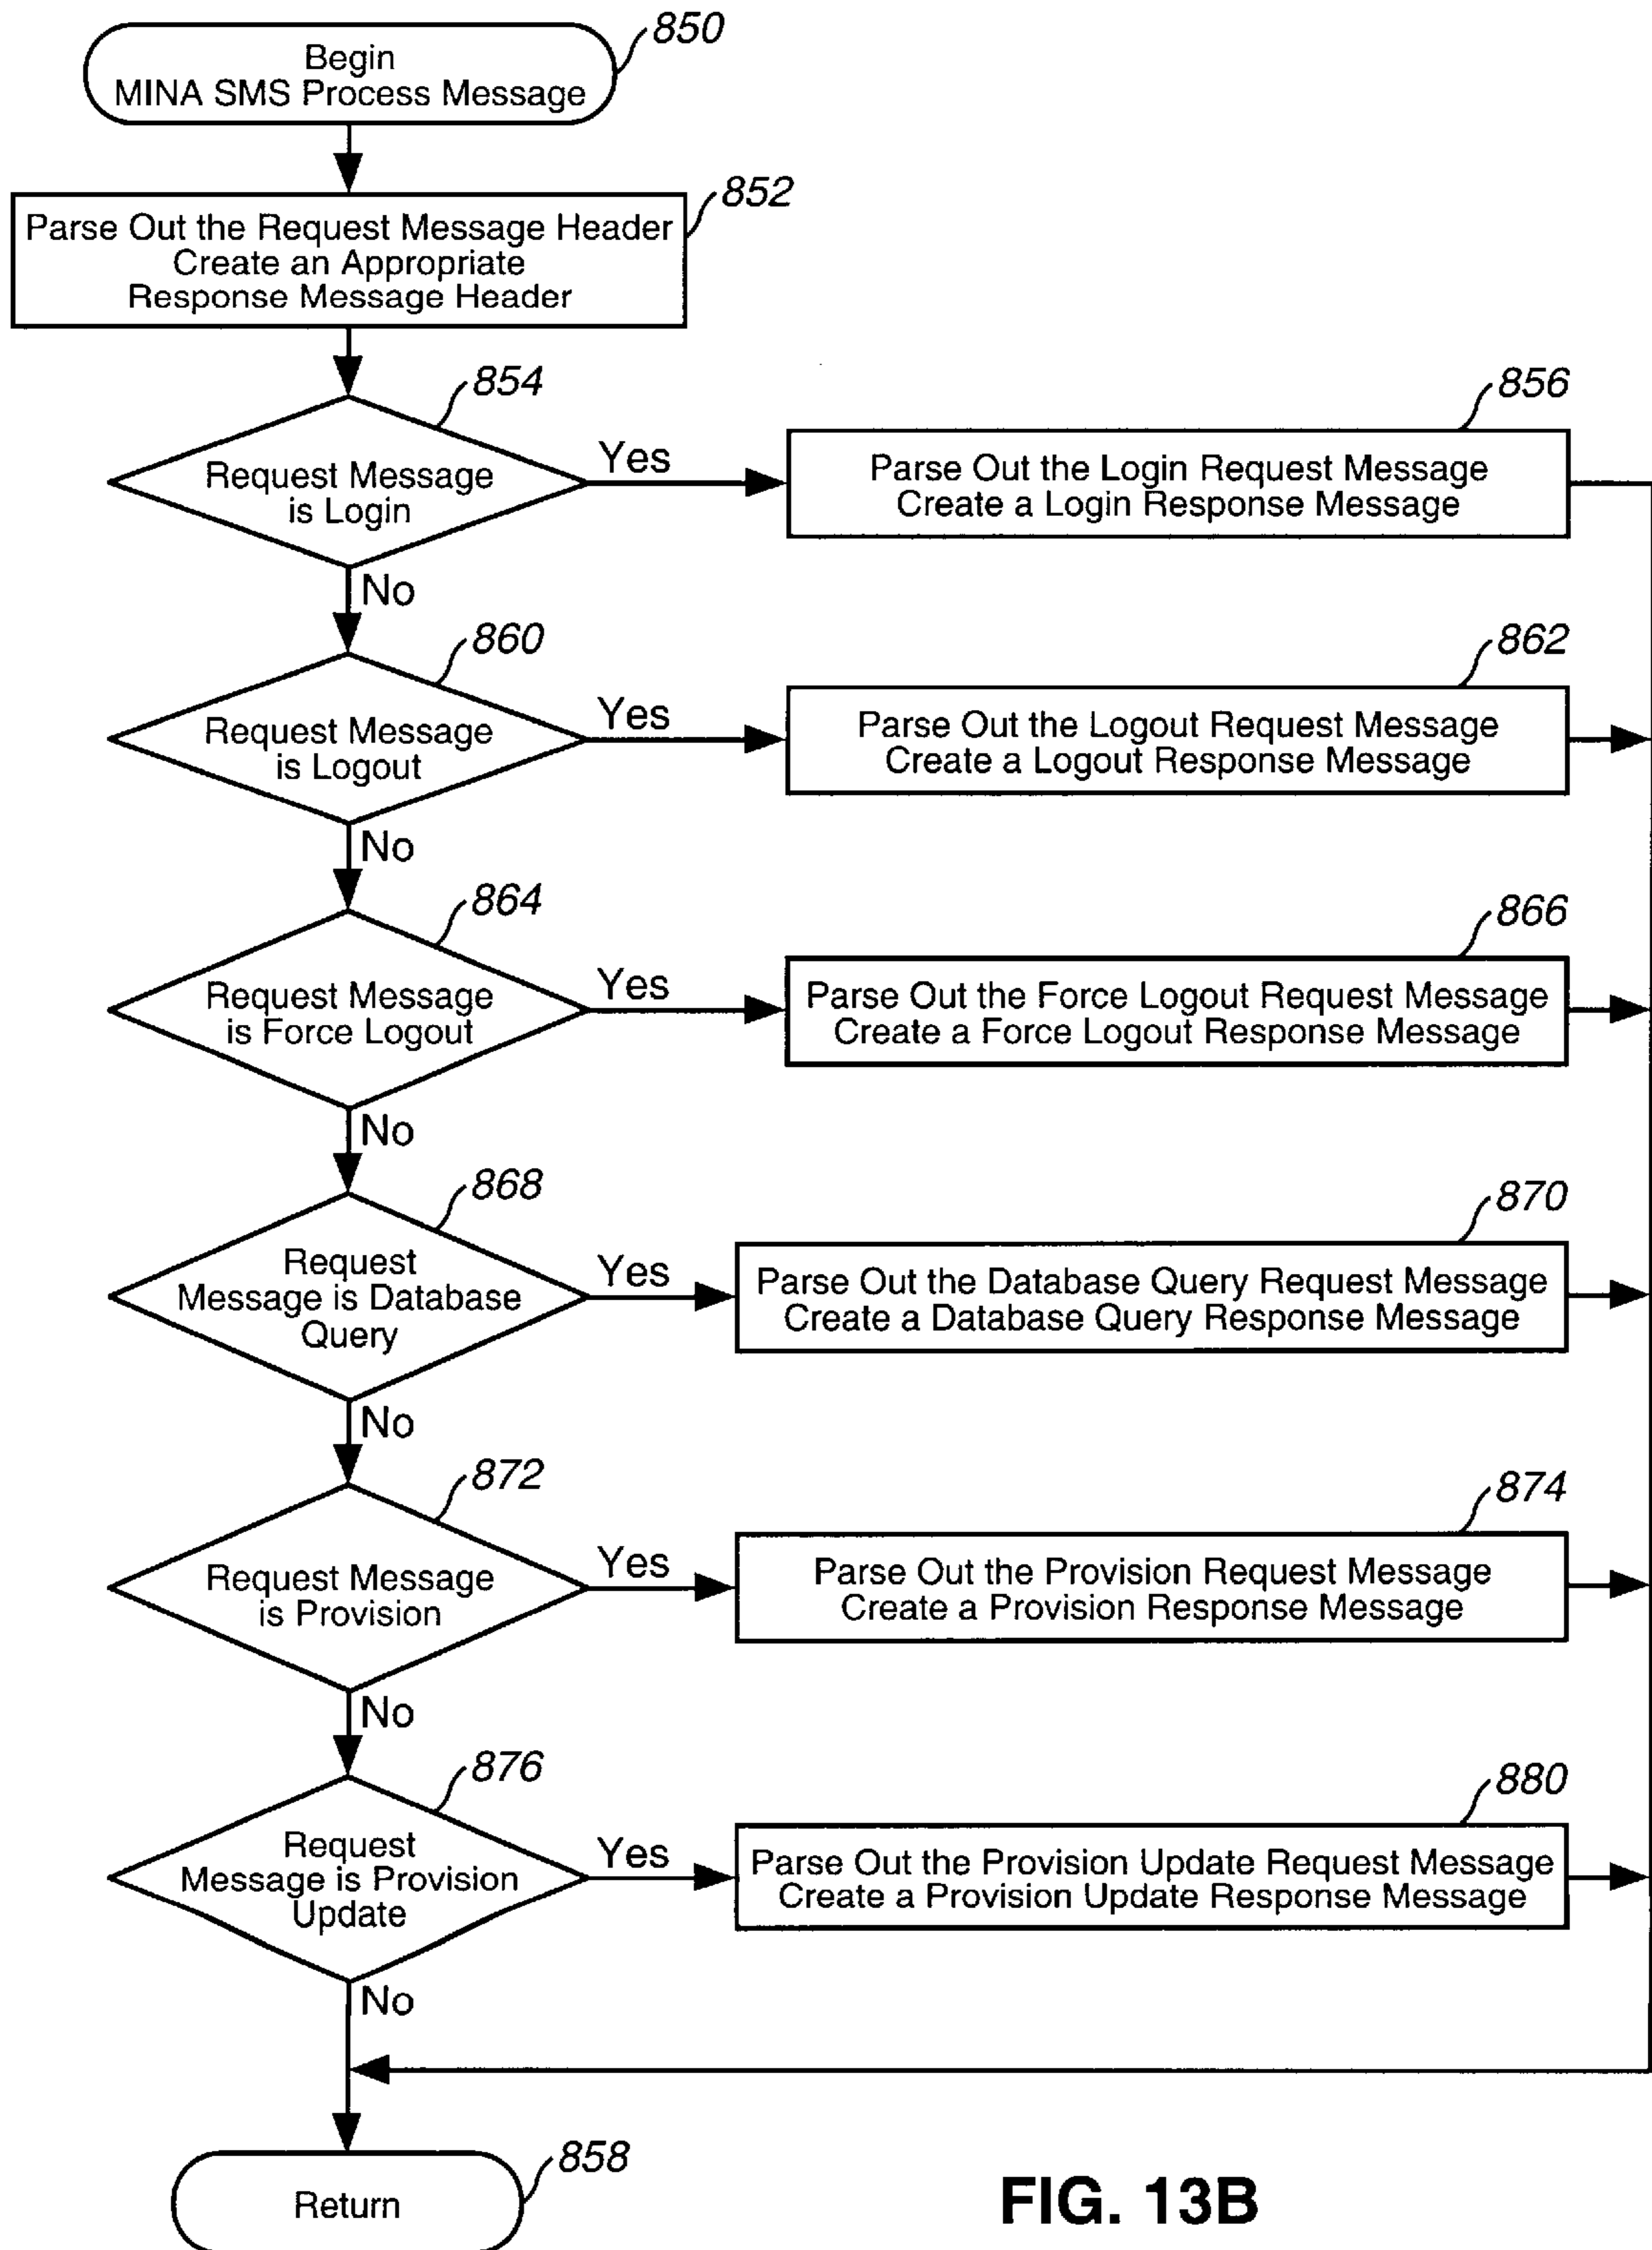 850
Begin
MINA SMS Process Message
852
Parse Out the Request Message Header
Create an Appropriate
Response Message Header
854
Request Message
is Login
Yes
856
Parse Out the Login Request Message
Create a Login Response Message
No
860
Request Message
is Logout
Yes
862
Parse Out the Logout Request Message
Create a Logout Response Message
No
864
Request Message
is Force Logout
Yes
866
Parse Out the Force Logout Request Message
Create a Force Logout Response Message
No
868
Request
Message is Database
Query
Yes
870
Parse Out the Database Query Request Message
Create a Database Query Response Message
No
872
Request Message
is Provision
Yes
874
Parse Out the Provision Request Message
Create a Provision Response Message
No
876
Request
Message is Provision
Update
Yes
880
Parse Out the Provision Update Request Message
Create a Provision Update Response Message
No
858
Return
FIG. 13B